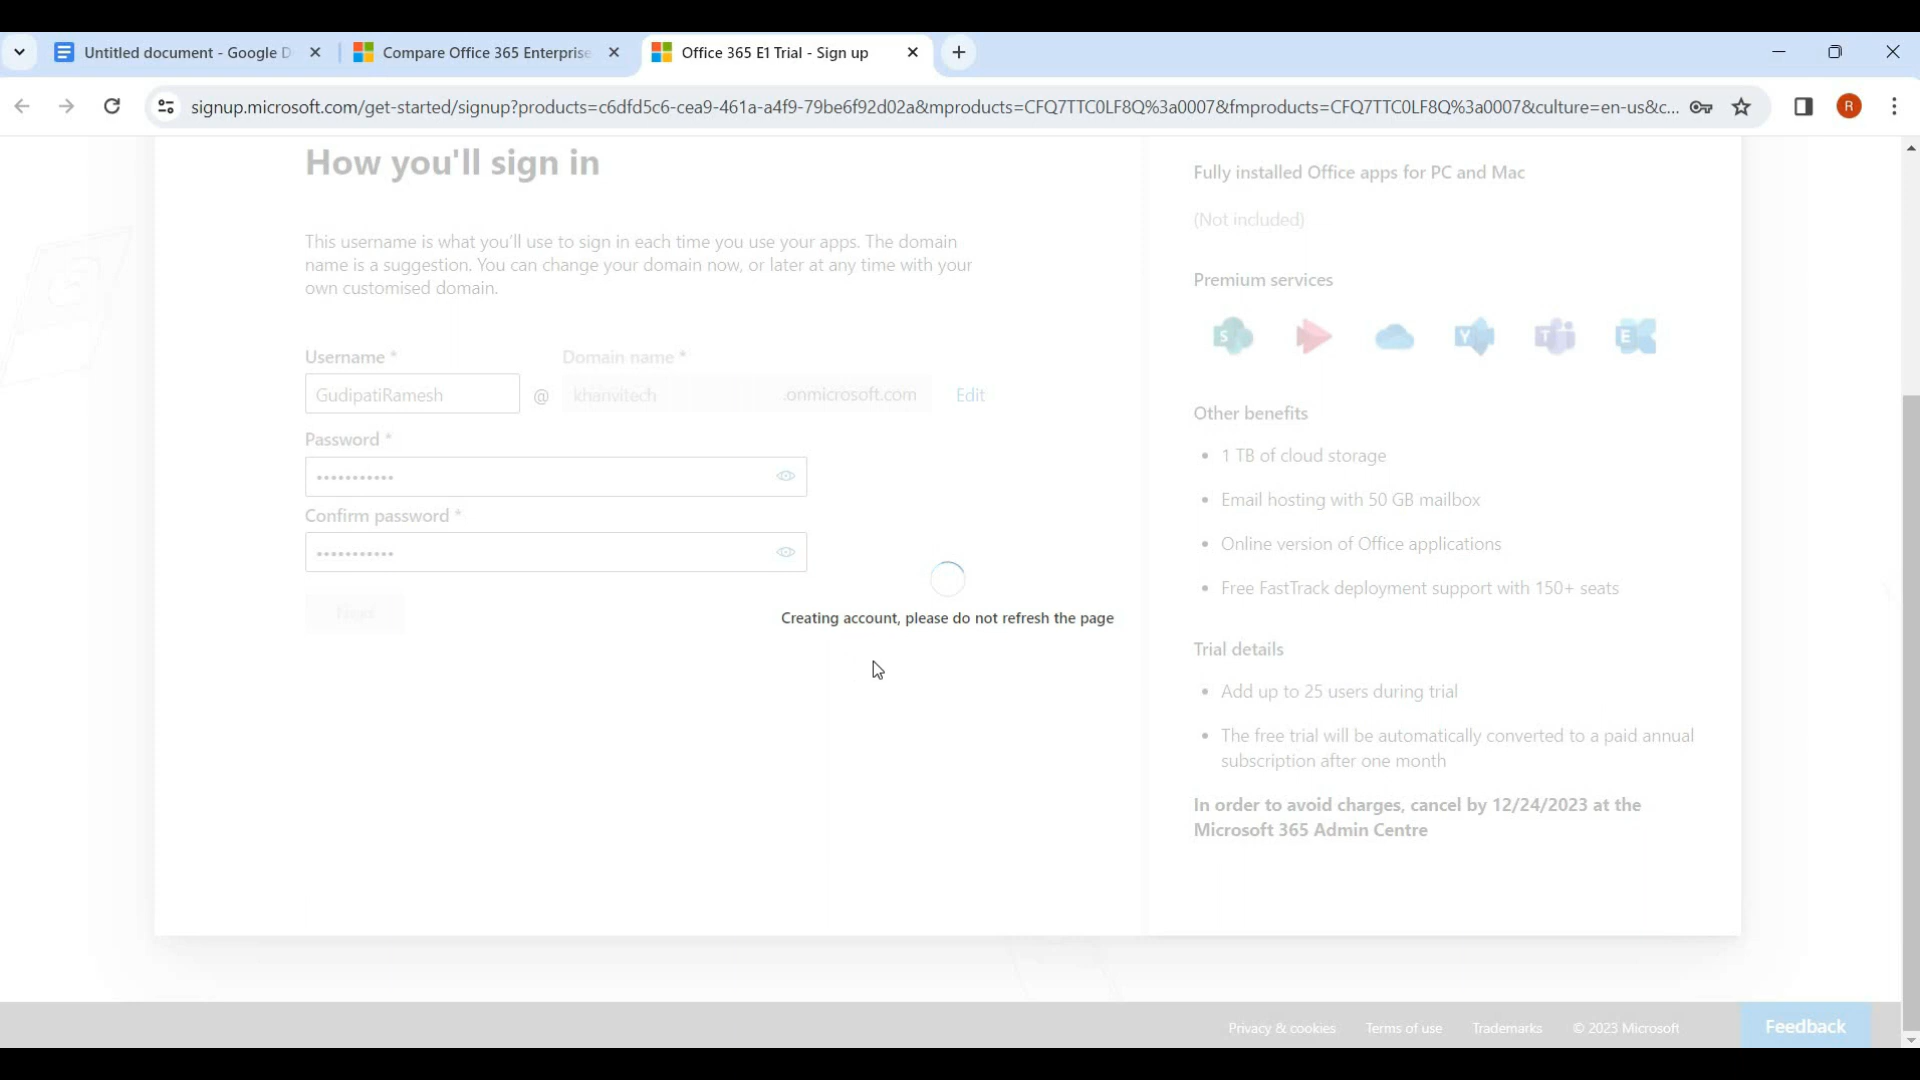 Untitled document - Google D
Compare Office 365 Enterprise
Office 365 E1 Trial - Sign up
signup.microsoft.com/get-started/signup?products=c6dfd5c6-cea9-461a-a4f9-79be6f92d02a&mproducts=CFQ7TTC0LF8Q%3a0007&fmproducts=CFQ7TTC0LF8Q%3a0007&culture=en-us&c...
R
How you'll sign in
This username is what you'll use to sign in each time you use your apps. The domain
name is a suggestion. You can change your domain now, or later at any time with your
own customised domain.
Username *
Domain name *
GudipatiRamesh
@
khanvitech
.onmicrosoft.com
Edit
Password *
•••••••••••
Confirm password *
•••••••••••
Next
Creating account, please do not refresh the page
Fully installed Office apps for PC and Mac
(Not included)
Premium services
S
Y
T
E
Other benefits
• 1 TB of cloud storage
• Email hosting with 50 GB mailbox
• Online version of Office applications
• Free FastTrack deployment support with 150+ seats
Trial details
• Add up to 25 users during trial
• The free trial will be automatically converted to a paid annual
subscription after one month
In order to avoid charges, cancel by 12/24/2023 at the
Microsoft 365 Admin Centre
Privacy & cookies
Terms of use
Trademarks
© 2023 Microsoft
Feedback